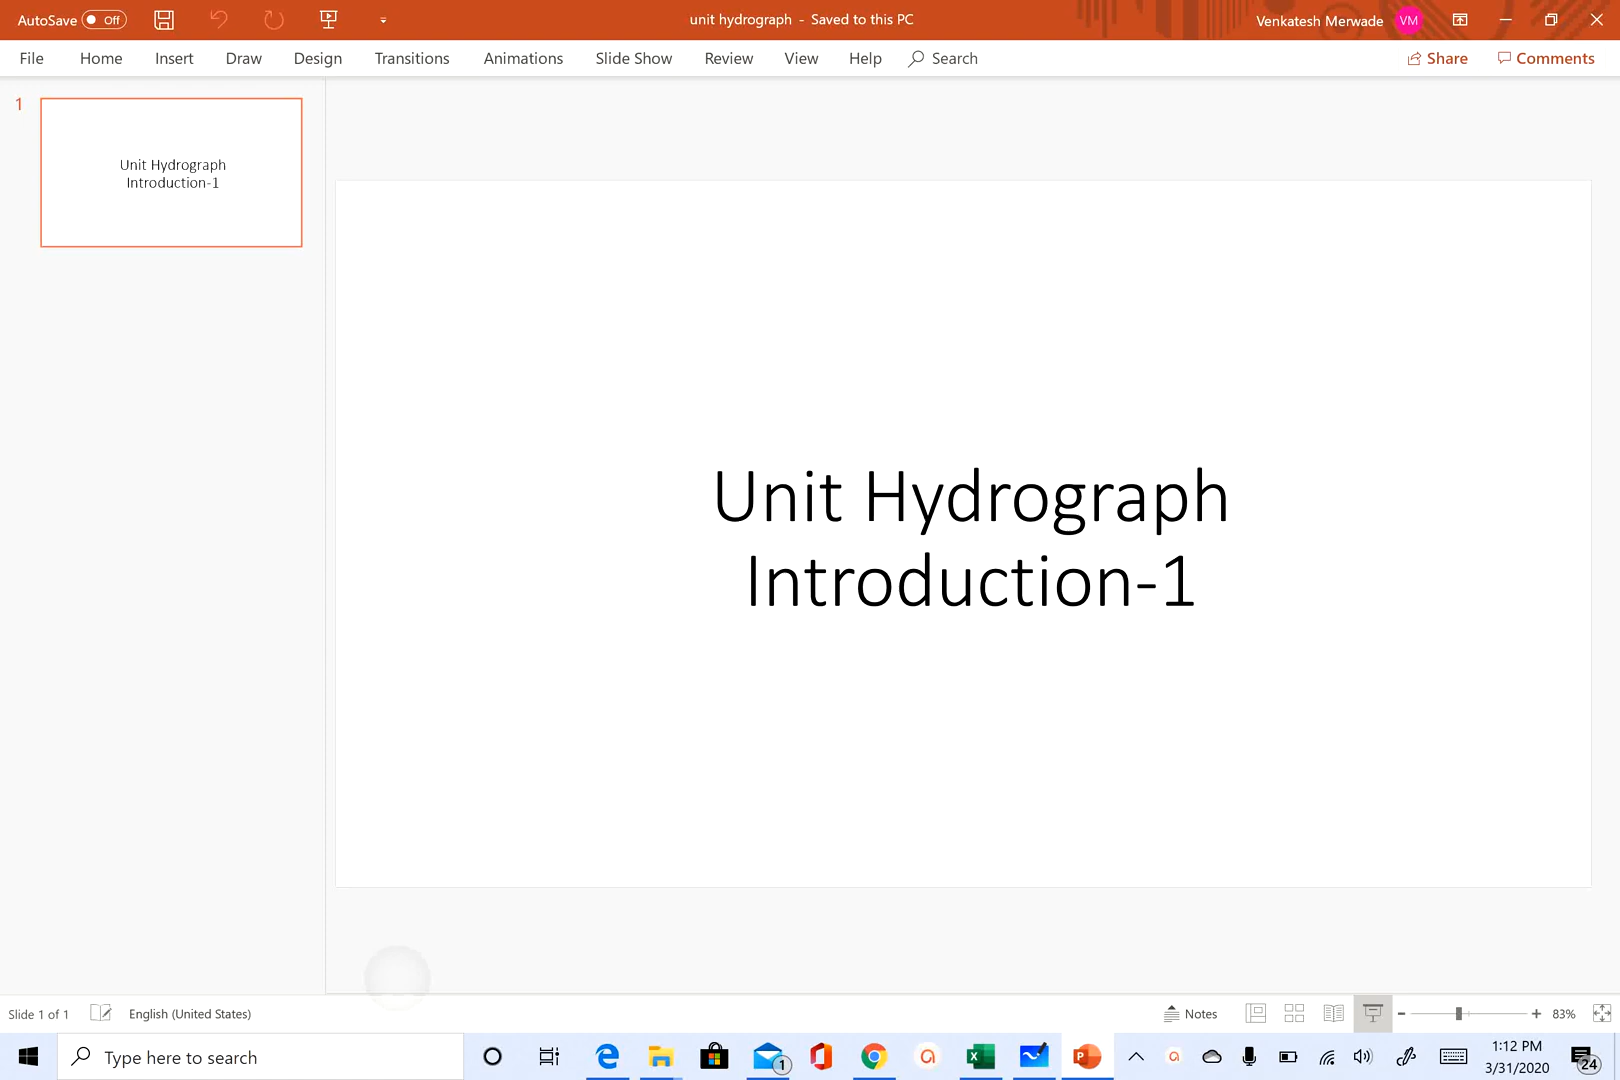 AutoSave Off
unit hydrograph - Saved to this PC
Venkatesh Merwade VM
File Home Insert Draw Design Transitions Animations Slide Show Review View Help Search Share Comments
1
Unit Hydrograph
Introduction-1
Unit Hydrograph
Introduction-1
Slide 1 of 1 English (United States) Notes 83%
Type here to search
1
1:12 PM
3/31/2020
24